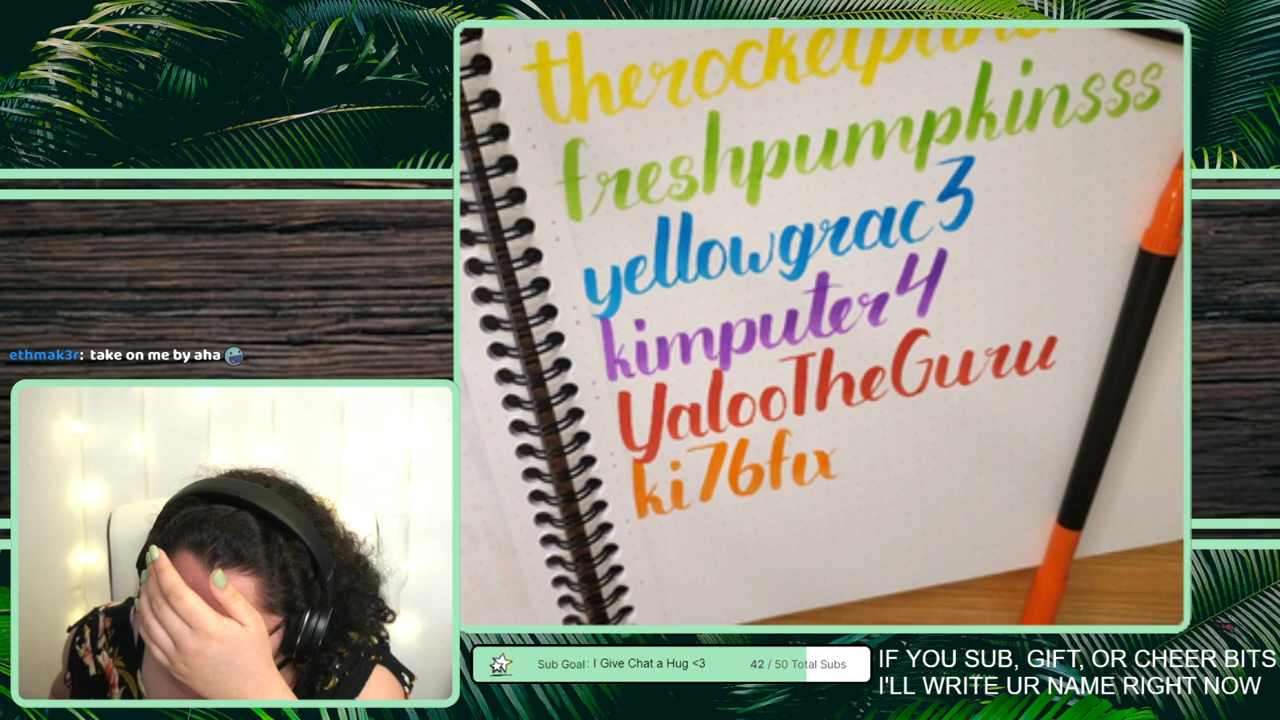 freshpumpkinsss
yellowgrac3
kimputer4
YalooTheGuru
ki76fix
ethmak3r: take on me by aha
Sub Goal: I Give Chat a Hug <3 42 / 50 Total Subs
IF YOU SUB, GIFT, OR CHEER BITS
I'LL WRITE UR NAME RIGHT NOW